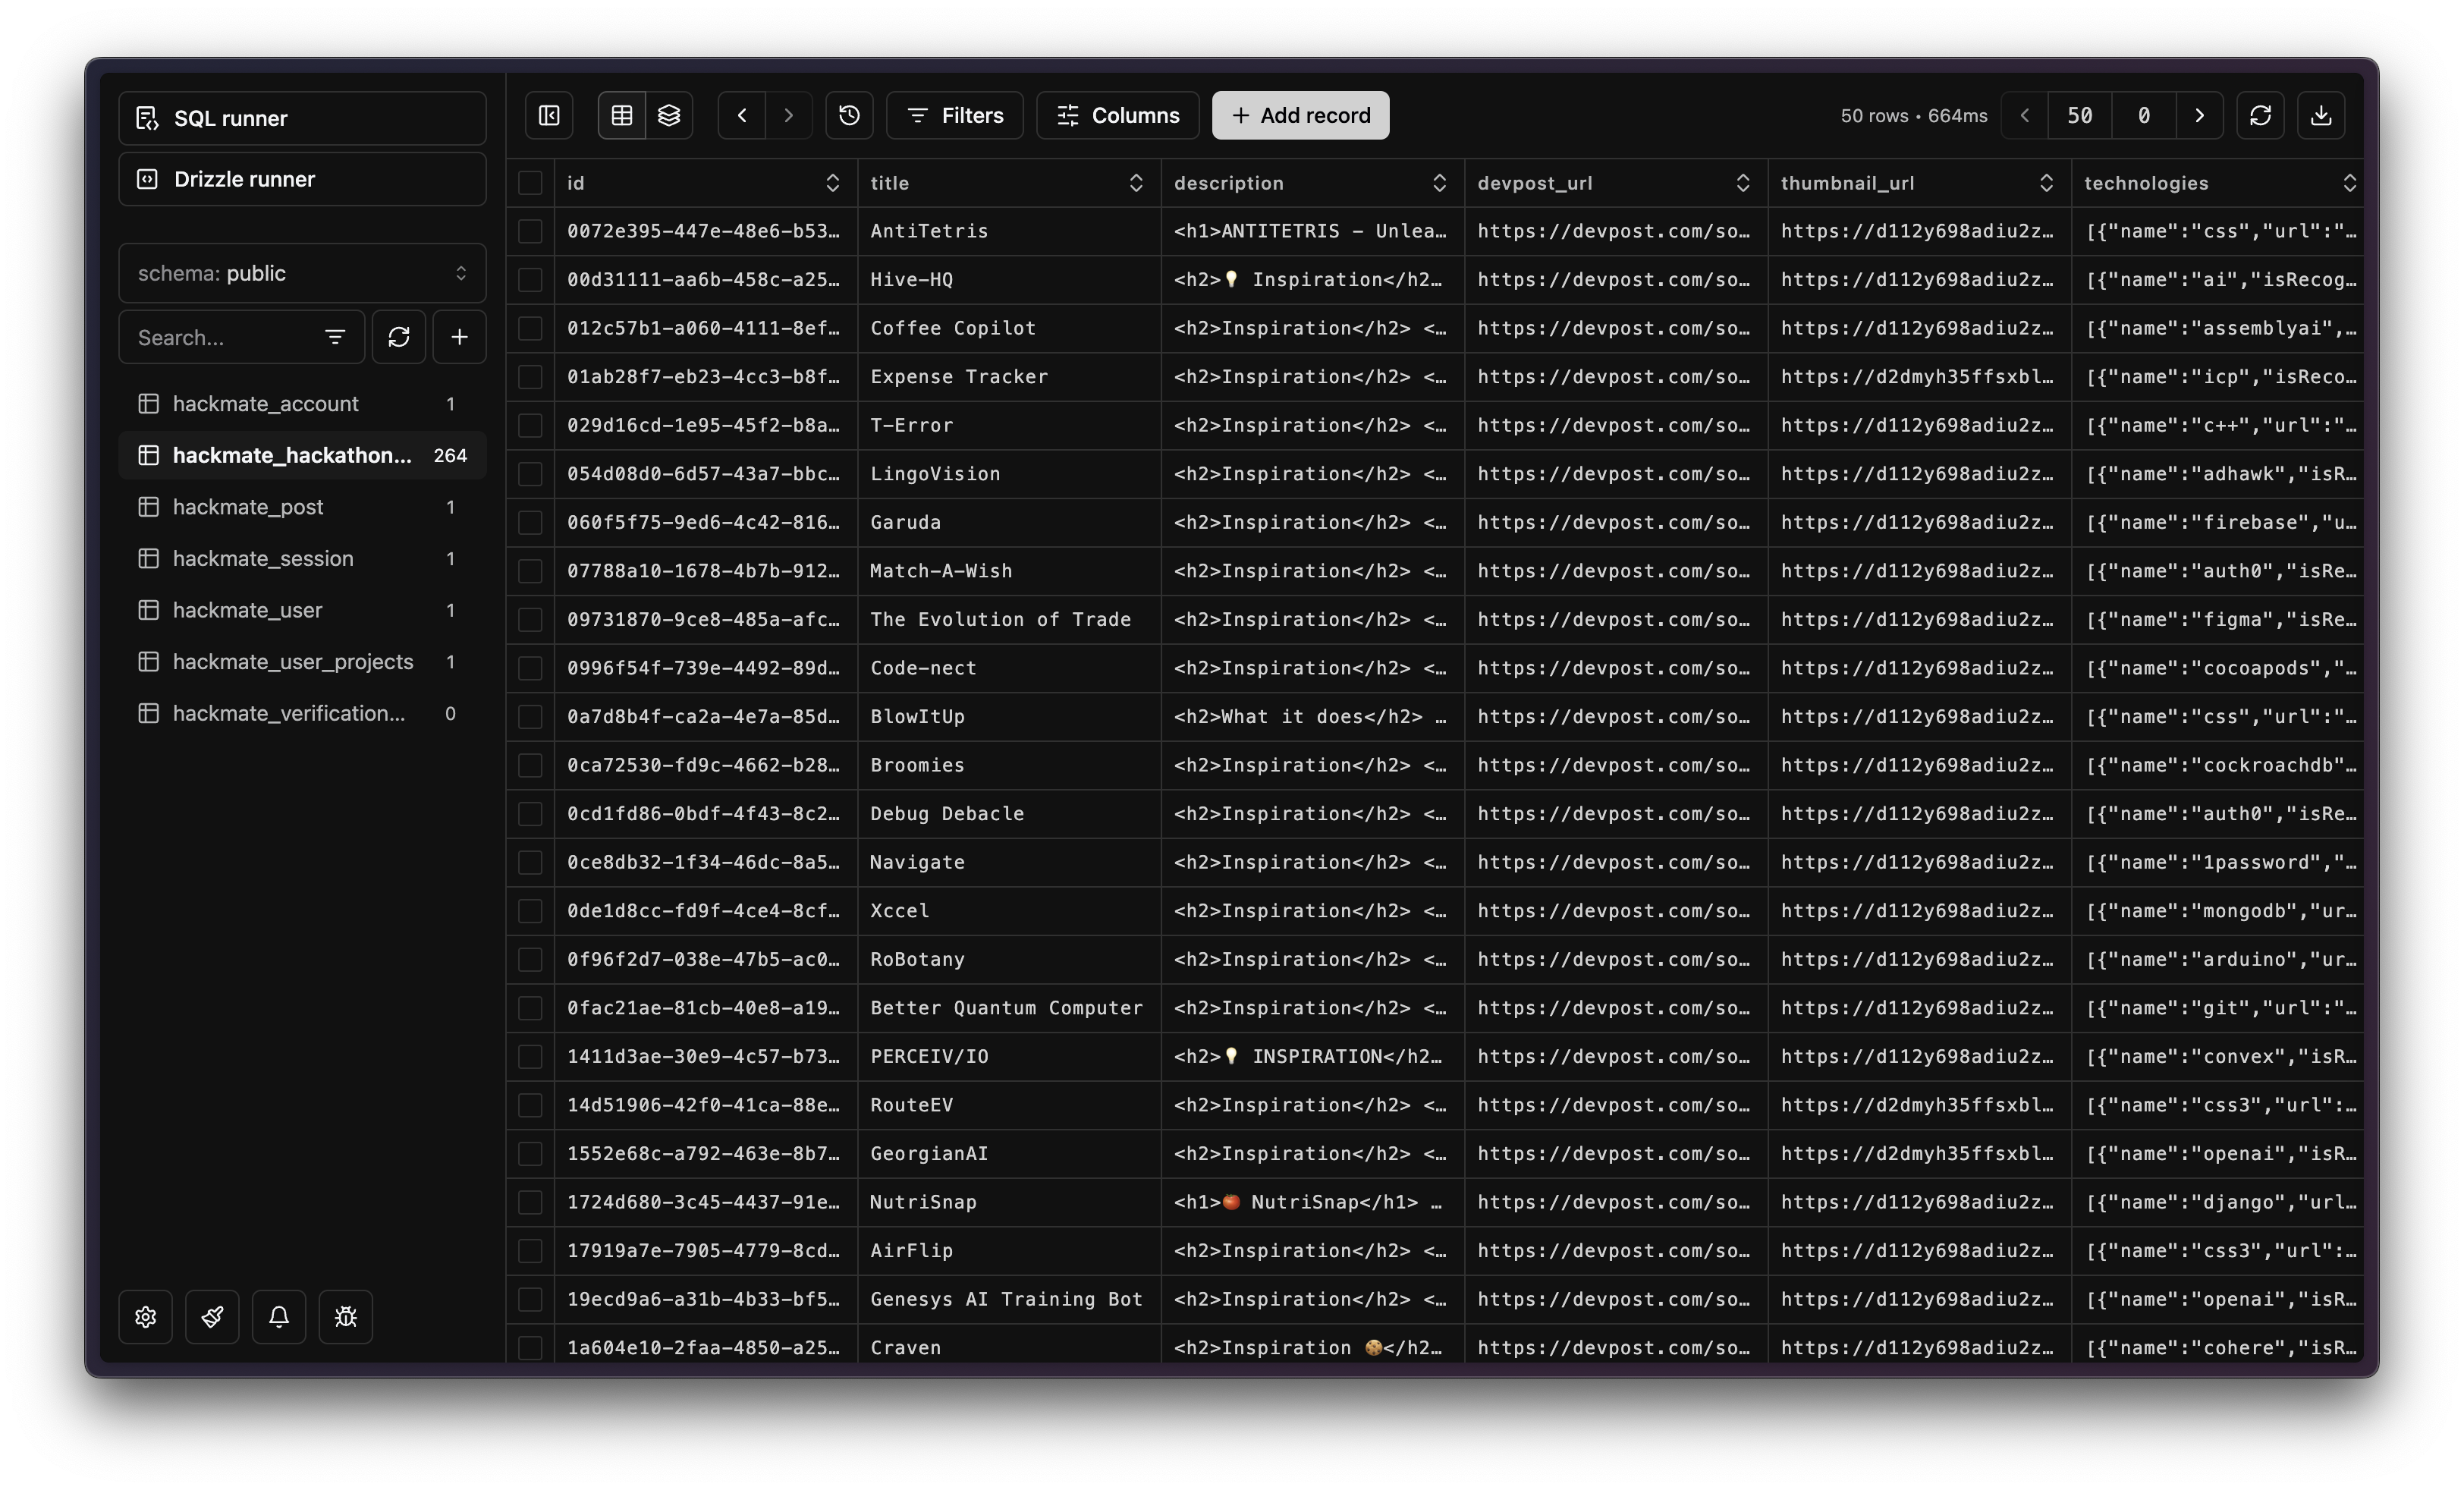 SQL runner
Drizzle runner
schema: public
Search...
hackmate_account 1
hackmate_hackathon... 264
hackmate_post 1
hackmate_session 1
hackmate_user 1
hackmate_user_projects 1
hackmate_verification... 0
Filters Columns + Add record 50 rows • 664ms 50 0
id title description devpost_url thumbnail_url technologies
0072e395-447e-48e6-b53… AntiTetris <h1>ANTITETRIS – Unlea… https://devpost.com/so… https://d112y698adiu2z… [{"name":"css","url":"…
00d31111-aa6b-458c-a25… Hive-HQ <h2>💡 Inspiration</h2… https://devpost.com/so… https://d112y698adiu2z… [{"name":"ai","isRecog…
012c57b1-a060-4111-8ef… Coffee Copilot <h2>Inspiration</h2> <… https://devpost.com/so… https://d112y698adiu2z… [{"name":"assemblyai",…
01ab28f7-eb23-4cc3-b8f… Expense Tracker <h2>Inspiration</h2> <… https://devpost.com/so… https://d2dmyh35ffsxbl… [{"name":"icp","isReco…
029d16cd-1e95-45f2-b8a… T-Error <h2>Inspiration</h2> <… https://devpost.com/so… https://d112y698adiu2z… [{"name":"c++","url":"…
054d08d0-6d57-43a7-bbc… LingoVision <h2>Inspiration</h2> <… https://devpost.com/so… https://d112y698adiu2z… [{"name":"adhawk","isR…
060f5f75-9ed6-4c42-816… Garuda <h2>Inspiration</h2> <… https://devpost.com/so… https://d112y698adiu2z… [{"name":"firebase","u…
07788a10-1678-4b7b-912… Match-A-Wish <h2>Inspiration</h2> <… https://devpost.com/so… https://d112y698adiu2z… [{"name":"auth0","isRe…
09731870-9ce8-485a-afc… The Evolution of Trade <h2>Inspiration</h2> <… https://devpost.com/so… https://d112y698adiu2z… [{"name":"figma","isRe…
0996f54f-739e-4492-89d… Code-nect <h2>Inspiration</h2> <… https://devpost.com/so… https://d112y698adiu2z… [{"name":"cocoapods","…
0a7d8b4f-ca2a-4e7a-85d… BlowItUp <h2>What it does</h2> … https://devpost.com/so… https://d112y698adiu2z… [{"name":"css","url":"…
0ca72530-fd9c-4662-b28… Broomies <h2>Inspiration</h2> <… https://devpost.com/so… https://d112y698adiu2z… [{"name":"cockroachdb"…
0cd1fd86-0bdf-4f43-8c2… Debug Debacle <h2>Inspiration</h2> <… https://devpost.com/so… https://d112y698adiu2z… [{"name":"auth0","isRe…
0ce8db32-1f34-46dc-8a5… Navigate <h2>Inspiration</h2> <… https://devpost.com/so… https://d112y698adiu2z… [{"name":"1password","…
0de1d8cc-fd9f-4ce4-8cf… Xccel <h2>Inspiration</h2> <… https://devpost.com/so… https://d112y698adiu2z… [{"name":"mongodb","ur…
0f96f2d7-038e-47b5-ac0… RoBotany <h2>Inspiration</h2> <… https://devpost.com/so… https://d112y698adiu2z… [{"name":"arduino","ur…
0fac21ae-81cb-40e8-a19… Better Quantum Computer <h2>Inspiration</h2> <… https://devpost.com/so… https://d112y698adiu2z… [{"name":"git","url":"…
1411d3ae-30e9-4c57-b73… PERCEIV/IO <h2>💡 INSPIRATION</h2… https://devpost.com/so… https://d112y698adiu2z… [{"name":"convex","isR…
14d51906-42f0-41ca-88e… RouteEV <h2>Inspiration</h2> <… https://devpost.com/so… https://d2dmyh35ffsxbl… [{"name":"css3","url":…
1552e68c-a792-463e-8b7… GeorgianAI <h2>Inspiration</h2> <… https://devpost.com/so… https://d2dmyh35ffsxbl… [{"name":"openai","isR…
1724d680-3c45-4437-91e… NutriSnap <h1>🍅 NutriSnap</h1> … https://devpost.com/so… https://d112y698adiu2z… [{"name":"django","url…
17919a7e-7905-4779-8cd… AirFlip <h2>Inspiration</h2> <… https://devpost.com/so… https://d112y698adiu2z… [{"name":"css3","url":…
19ecd9a6-a31b-4b33-bf5… Genesys AI Training Bot <h2>Inspiration</h2> <… https://devpost.com/so… https://d112y698adiu2z… [{"name":"openai","isR…
1a604e10-2faa-4850-a25… Craven <h2>Inspiration 🍪</h2… https://devpost.com/so… https://d112y698adiu2z… [{"name":"cohere","isR…